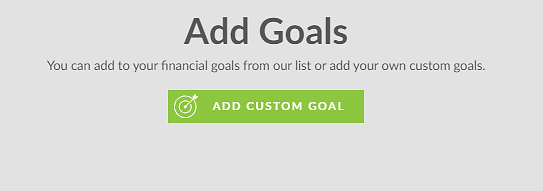 Add Goals
You can add to your financial goals from our list or add your own custom goals.
ADD CUSTOM GOAL